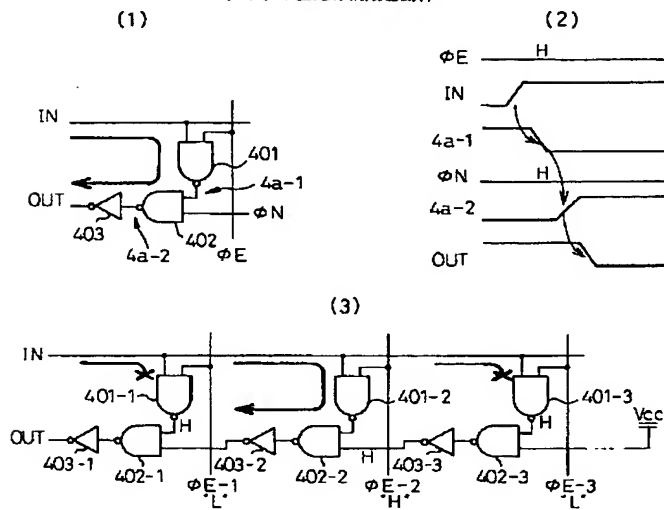 (1)
IN
401
4a-1
OUT
403
402
4a-2
φN
φE
(2)
φE H
IN
4a-1
φN H
4a-2
OUT
(3)
IN
401-1
401-2
401-3
H
H
Vcc
OUT
403-1
402-1
403-2
402-2
H
403-3
402-3
φE-1
"L"
φE-2
"H"
φE-3
"L"